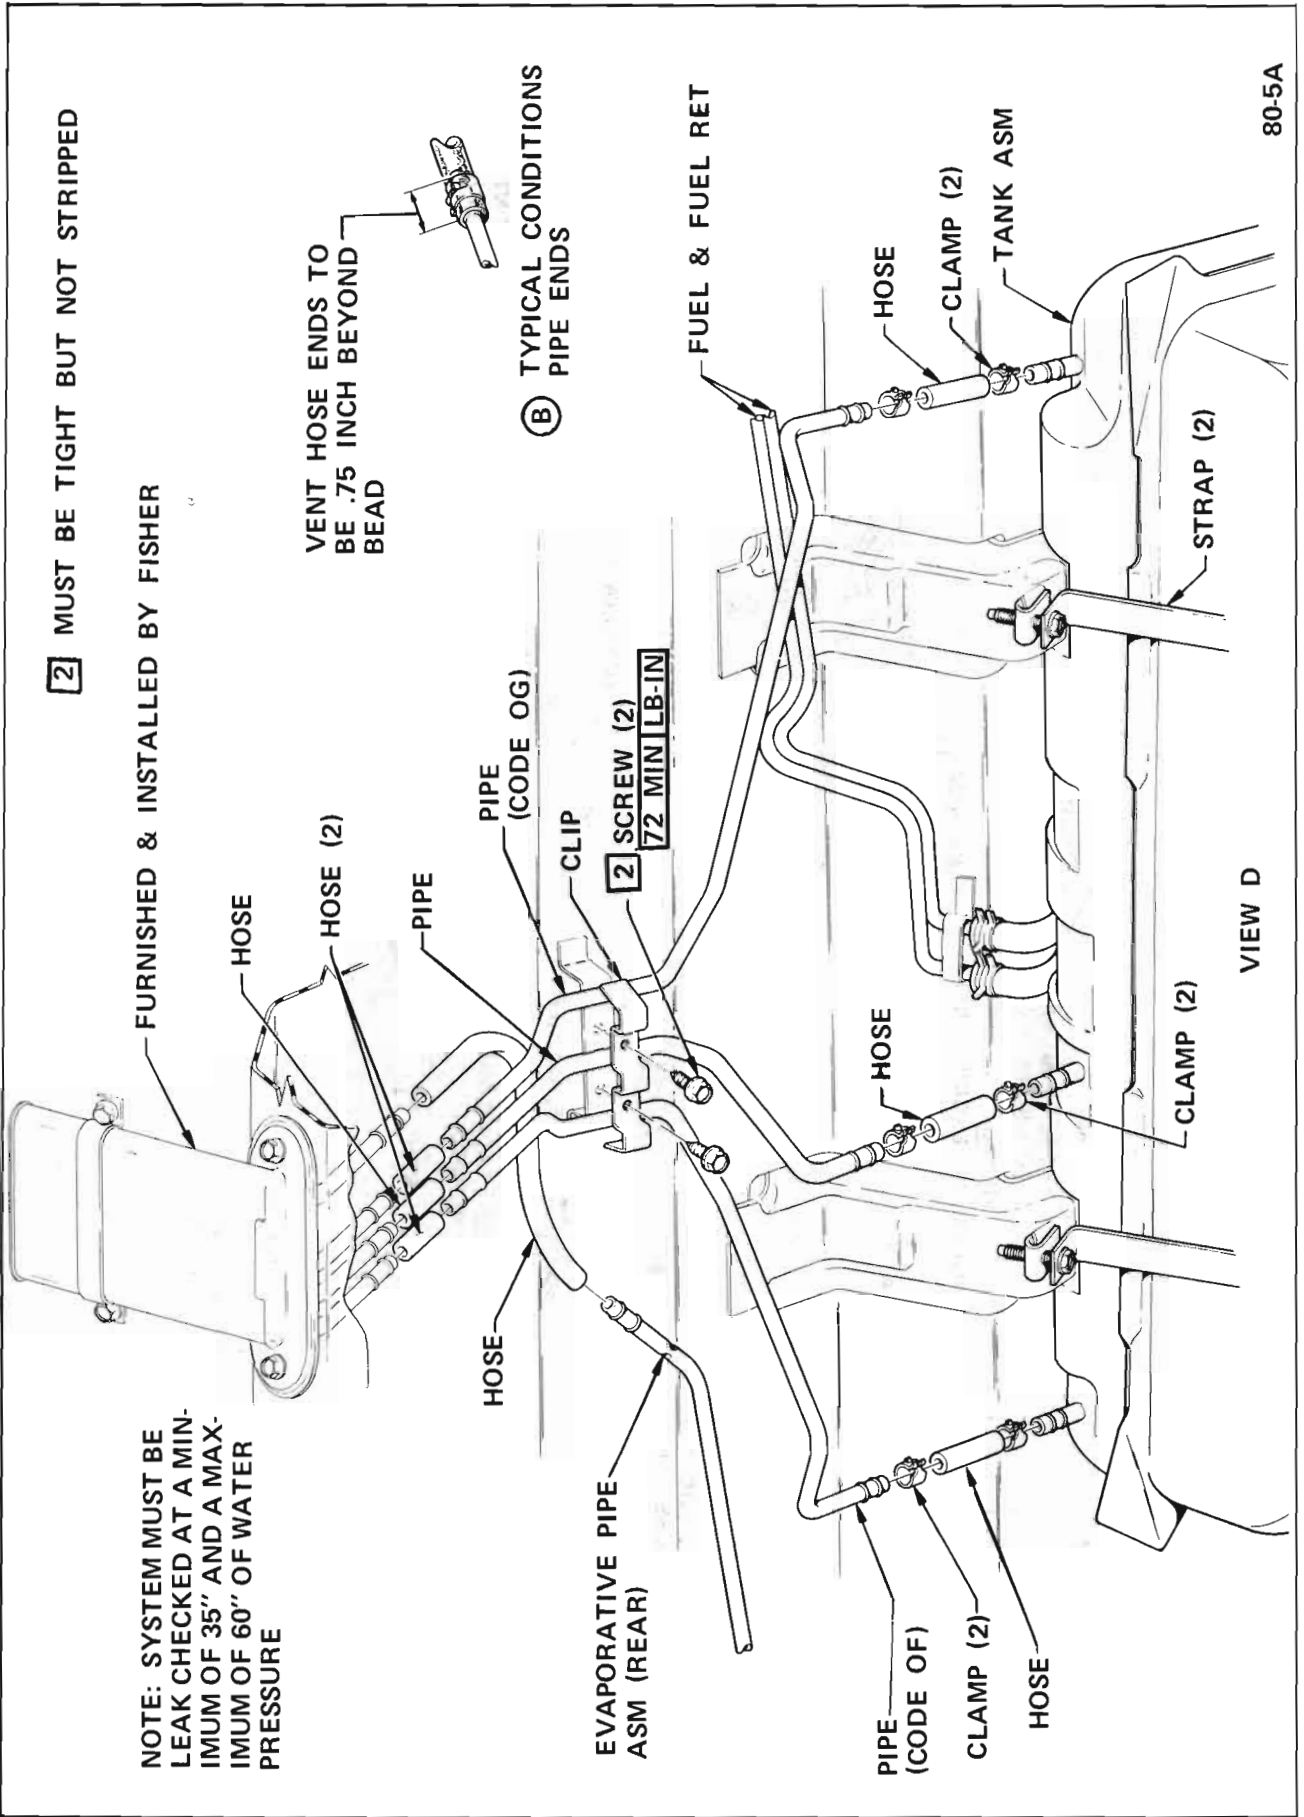 2 MUST BE TIGHT BUT NOT STRIPPED
FURNISHED & INSTALLED BY FISHER
NOTE: SYSTEM MUST BE
LEAK CHECKED AT A MIN-
IMUM OF 35" AND A MAX-
IMUM OF 60" OF WATER
PRESSURE
HOSE
HOSE (2)
PIPE
VENT HOSE ENDS TO
BE .75 INCH BEYOND
BEAD
B TYPICAL CONDITIONS
PIPE ENDS
PIPE
(CODE OG)
CLIP
2 SCREW (2)
72 MIN LB-IN
FUEL & FUEL RET
HOSE
EVAPORATIVE PIPE
ASM (REAR)
HOSE
CLAMP (2)
TANK ASM
HOSE
PIPE
(CODE OF)
CLAMP (2)
HOSE
CLAMP (2)
STRAP (2)
VIEW D
80-5A